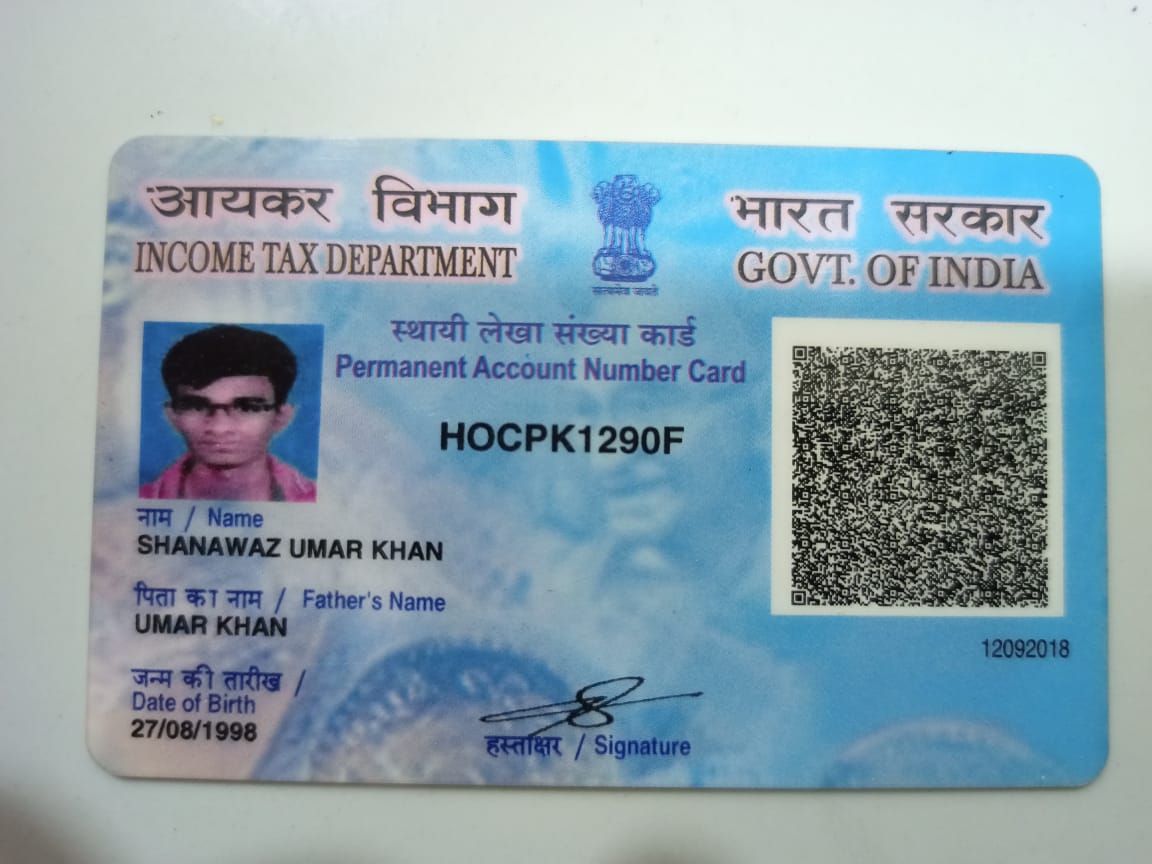 आयकर विभाग
INCOME TAX DEPARTMENT
भारत सरकार
GOVT. OF INDIA
सत्यमेव जयते
स्थायी लेखा संख्या कार्ड
Permanent Account Number Card
HOCPK1290F
नाम / Name
SHANAWAZ UMAR KHAN
पिता का नाम / Father's Name
UMAR KHAN
जन्म की तारीख /
Date of Birth
27/08/1998
हस्ताक्षर / Signature
12092018